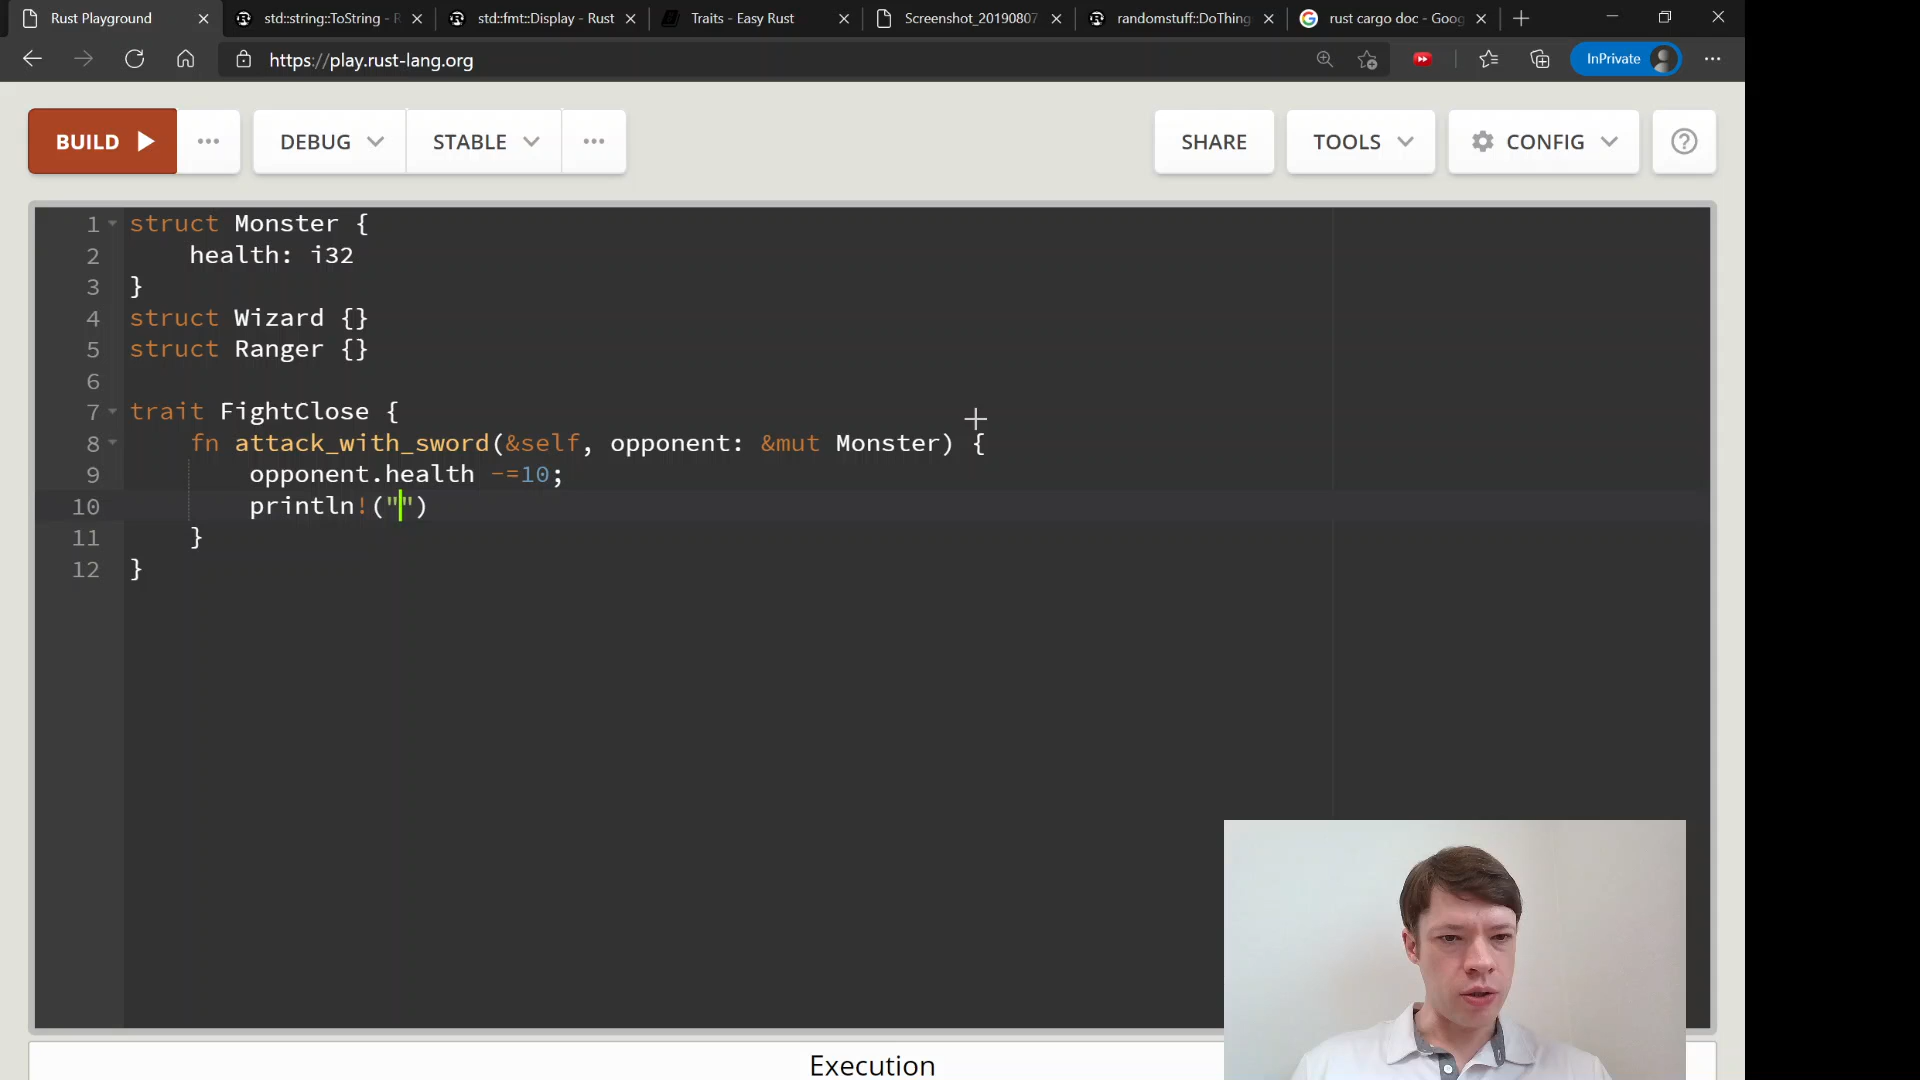 Rust Playground
std::string::ToString - R
std::fmt::Display - Rust
Traits - Easy Rust
Screenshot_20190807
randomstuff::DoThing
rust cargo doc - Goog
https://play.rust-lang.org
InPrivate
BUILD
DEBUG
STABLE
SHARE
TOOLS
CONFIG
1 struct Monster {
2     health: i32
3 }
4 struct Wizard {}
5 struct Ranger {}
6
7 trait FightClose {
8     fn attack_with_sword(&self, opponent: &mut Monster) {
9         opponent.health -=10;
10         println!("")
11     }
12 }
Execution